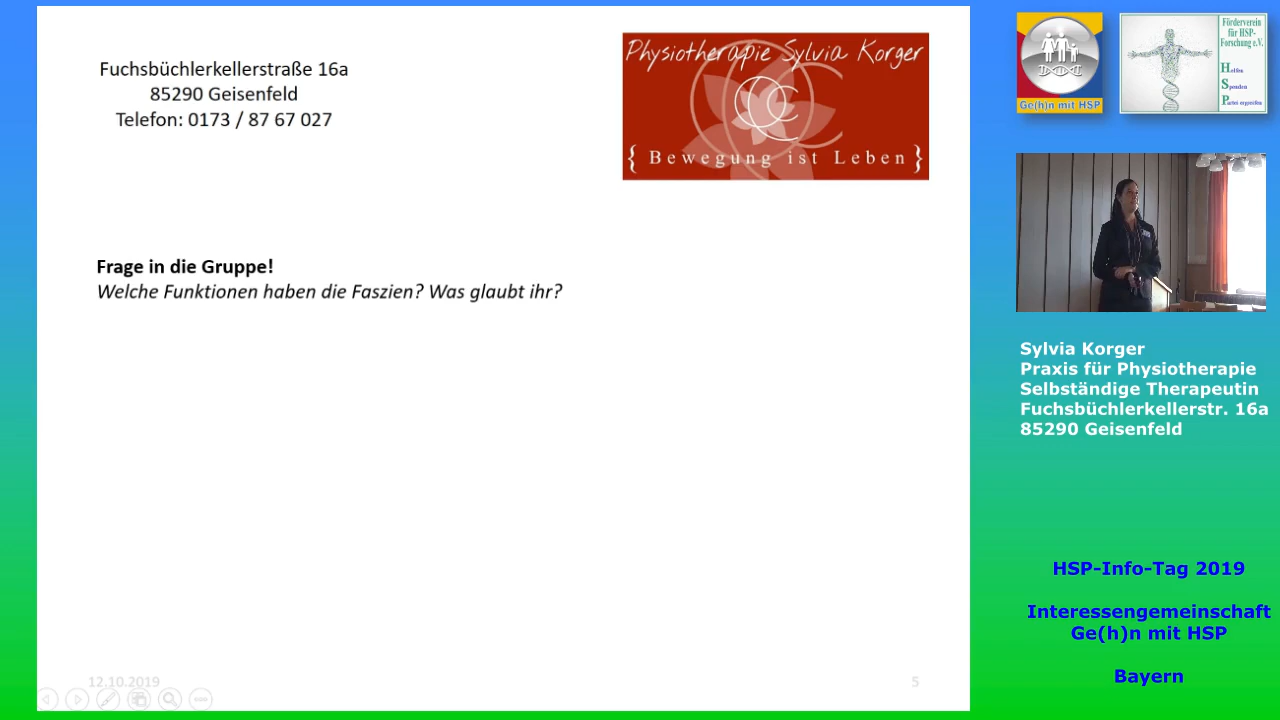 Fuchsbüchlerkellerstraße 16a
85290 Geisenfeld
Telefon: 0173 / 87 67 027
Physiotherapie Sylvia Korger
{ Bewegung ist Leben }
Frage in die Gruppe!
Welche Funktionen haben die Faszien? Was glaubt ihr?
12.10.2019
5
Ge(h)n mit HSP
Förderverein
für HSP-
Forschung e.V.
Helfen
Spenden
Partei ergreifen
Sylvia Korger
Praxis für Physiotherapie
Selbständige Therapeutin
Fuchsbüchlerkellerstr. 16a
85290 Geisenfeld
HSP-Info-Tag 2019
Interessengemeinschaft
Ge(h)n mit HSP
Bayern